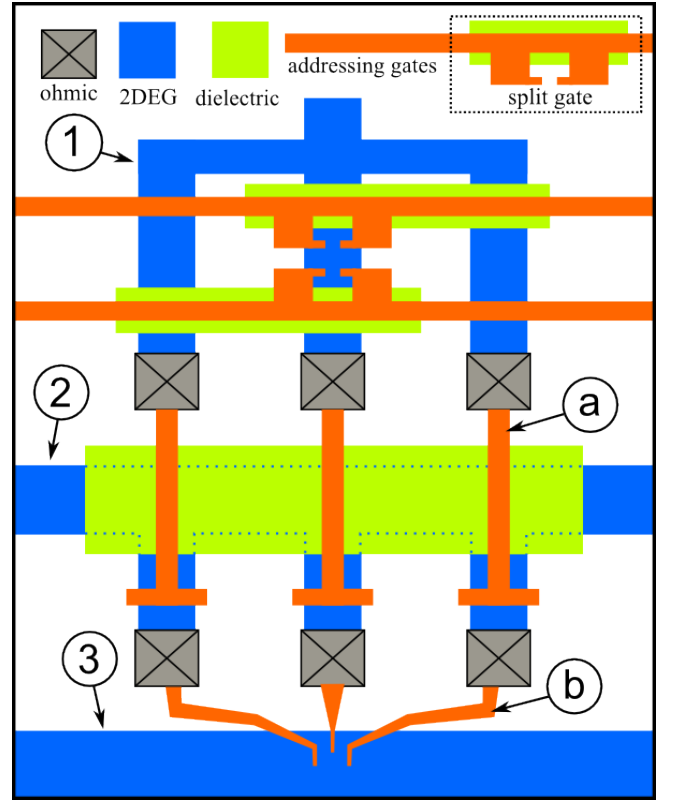 ohmic
2DEG
dielectric
addressing gates
split gate
1
2
a
3
b